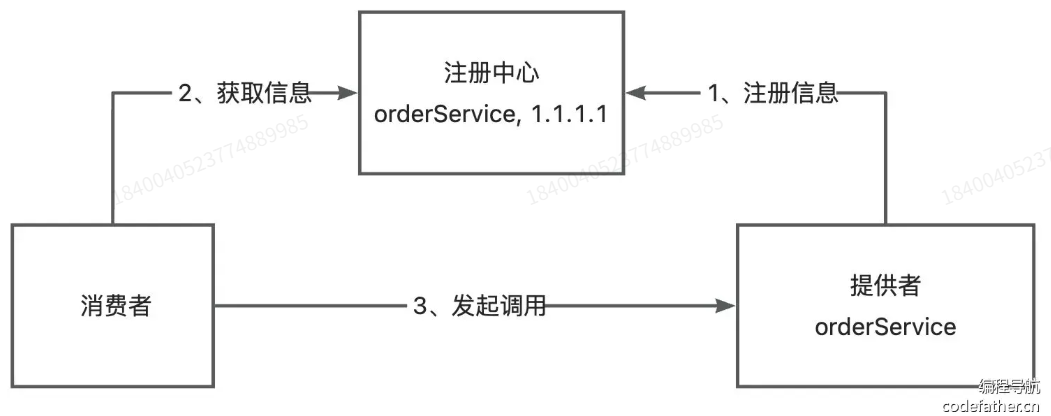 注册中心
orderService, 1.1.1.1
2、获取信息
1、注册信息
1840040523774889985
1840040523774889985
18400405237
消费者
3、发起调用
提供者
orderService
编程导航
codefather.cn